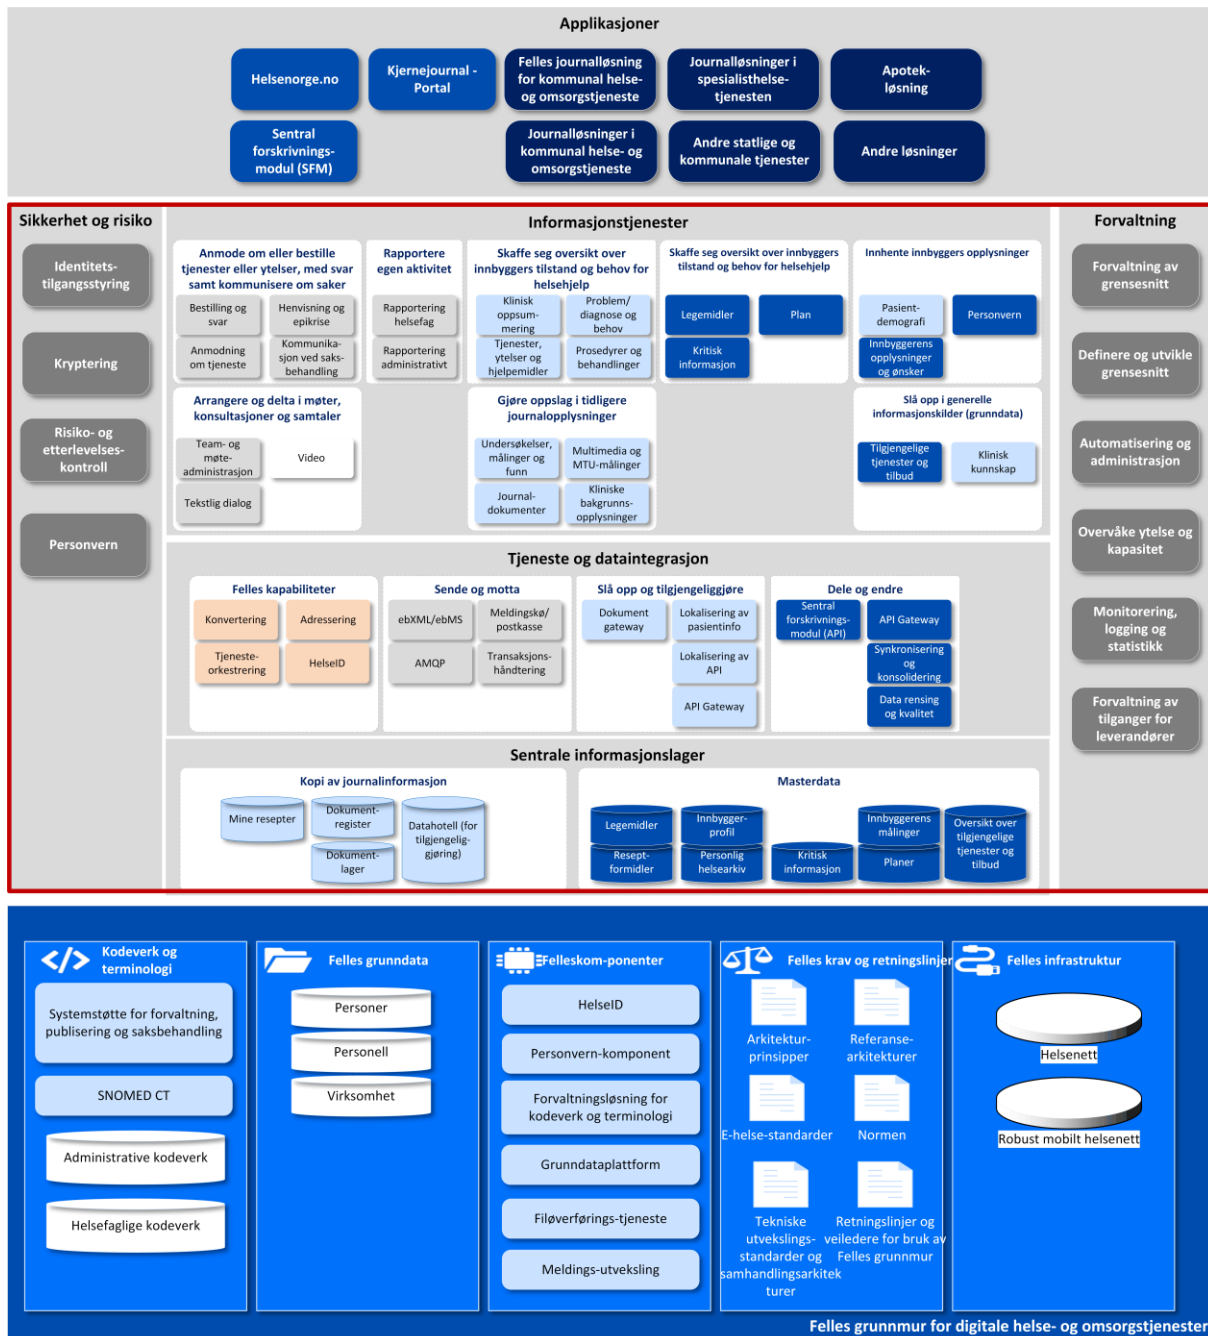 Applikasjoner
Helsenorge.no
Kjernejournal -
Portal
Felles journalløsning
for kommunal helse-
og omsorgstjeneste
Journalløsninger i
spesialisthelse-
tjenesten
Apotek-
løsning
Sentral
forskrivnings-
modul (SFM)
Journalløsninger i
kommunal helse- og
omsorgstjeneste
Andre statlige og
kommunale tjenester
Andre løsninger
Sikkerhet og risiko
Identitets-
tilgangsstyring
Kryptering
Risiko- og
etterlevelses-
kontroll
Personvern
Informasjonstjenester
Anmode om eller bestille
tjenester eller ytelser, med svar
samt kommunisere om saker
Bestilling og
svar
Henvisning og
epikrise
Anmodning
om tjeneste
Kommunika-
sjon ved saks-
behandling
Rapportere
egen aktivitet
Rapportering
helsefag
Rapportering
administrativt
Skaffe seg oversikt over
innbyggers tilstand og behov for
helsehjelp
Klinisk
oppsum-
mering
Problem/
diagnose og
behov
Tjenester,
ytelser og
hjelpemidler
Prosedyrer og
behandlinger
Skaffe seg oversikt over innbyggers
tilstand og behov for helsehjelp
Legemidler
Plan
Kritisk
informasjon
Innhente innbyggers opplysninger
Pasient-
demografi
Personvern
Innbyggerens
opplysninger
og ønsker
Arrangere og delta i møter,
konsultasjoner og samtaler
Team- og
møte-
administrasjon
Video
Tekstlig dialog
Gjøre oppslag i tidligere
journalopplysninger
Undersøkelser,
målinger og
funn
Multimedia og
MTU-målinger
Journal-
dokumenter
Kliniske
bakgrunns-
opplysninger
Slå opp i generelle
informasjonskilder (grunndata)
Tilgjengelige
tjenester og
tilbud
Klinisk
kunnskap
Tjeneste og dataintegrasjon
Felles kapabiliteter
Konvertering
Adressering
Tjeneste-
orkestrering
HelseID
Sende og motta
ebXML/ebMS
Meldingskø/
postkasse
AMQP
Transaksjons-
håndtering
Slå opp og tilgjengeliggjøre
Dokument
gateway
Lokalisering av
pasientinfo
Lokalisering av
API
API Gateway
Dele og endre
Sentral
forskrivnings-
modul (API)
API Gateway
Synkronisering
og
konsolidering
Data rensing
og kvalitet
Sentrale informasjonslager
Kopi av journalinformasjon
Mine resepter
Dokument-
register
Dokument-
lager
Datahotell (for
tilgjengelig-
gjøring)
Masterdata
Legemidler
Resept-
formidler
Innbygger-
profil
Personlig
helsearkiv
Kritisk
informasjon
Innbyggerens
målinger
Planer
Oversikt over
tilgjengelige
tjenester og
tilbud
Forvaltning
Forvaltning av
grensesnitt
Definere og utvikle
grensesnitt
Automatisering og
administrasjon
Overvåke ytelse og
kapasitet
Monitorering,
logging og
statistikk
Forvaltning av
tilganger for
leverandører
Kodeverk og
terminologi
Systemstøtte for forvaltning,
publisering og saksbehandling
SNOMED CT
Administrative kodeverk
Helsefaglige kodeverk
Felles grunndata
Personer
Personell
Virksomhet
Felleskom-ponenter
HelseID
Personvern-komponent
Forvaltningsløsning for
kodeverk og terminologi
Grunndataplattform
Filøverførings-tjeneste
Meldings-utveksling
Felles krav og retningslinjer
Arkitektur-
prinsipper
Referanse-
arkitekturer
E-helse-standarder
Normen
Tekniske
utvekslings-
standarder og
samhandlingsarkitek
turer
Retningslinjer og
veiledere for bruk av
Felles grunnmur
Felles infrastruktur
Helsenett
Robust mobilt helsenett
Felles grunnmur for digitale helse- og omsorgstjenester